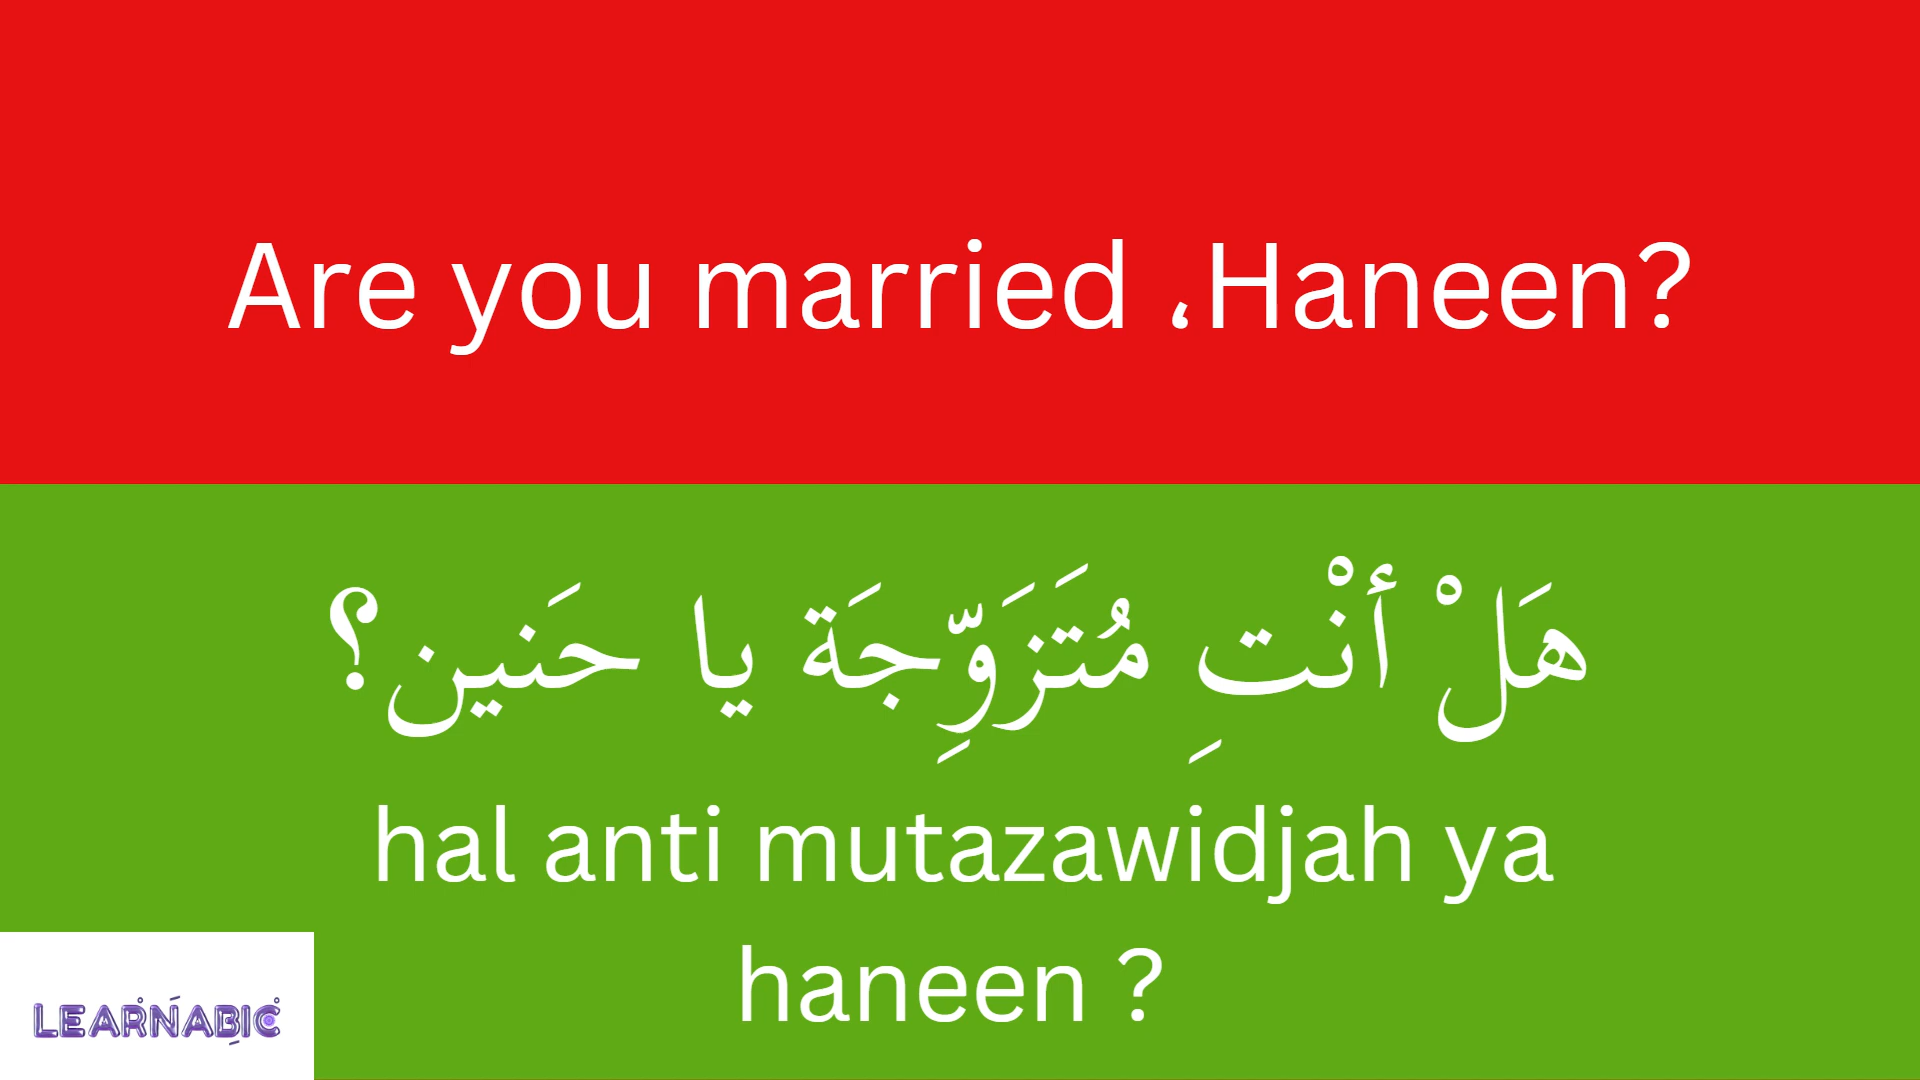 Are you married ،Haneen?
هَلْ أنْتِ مُتَزَوِّجَة يا حَنين؟
hal anti mutazawidjah ya
haneen ?
LEARNABIC